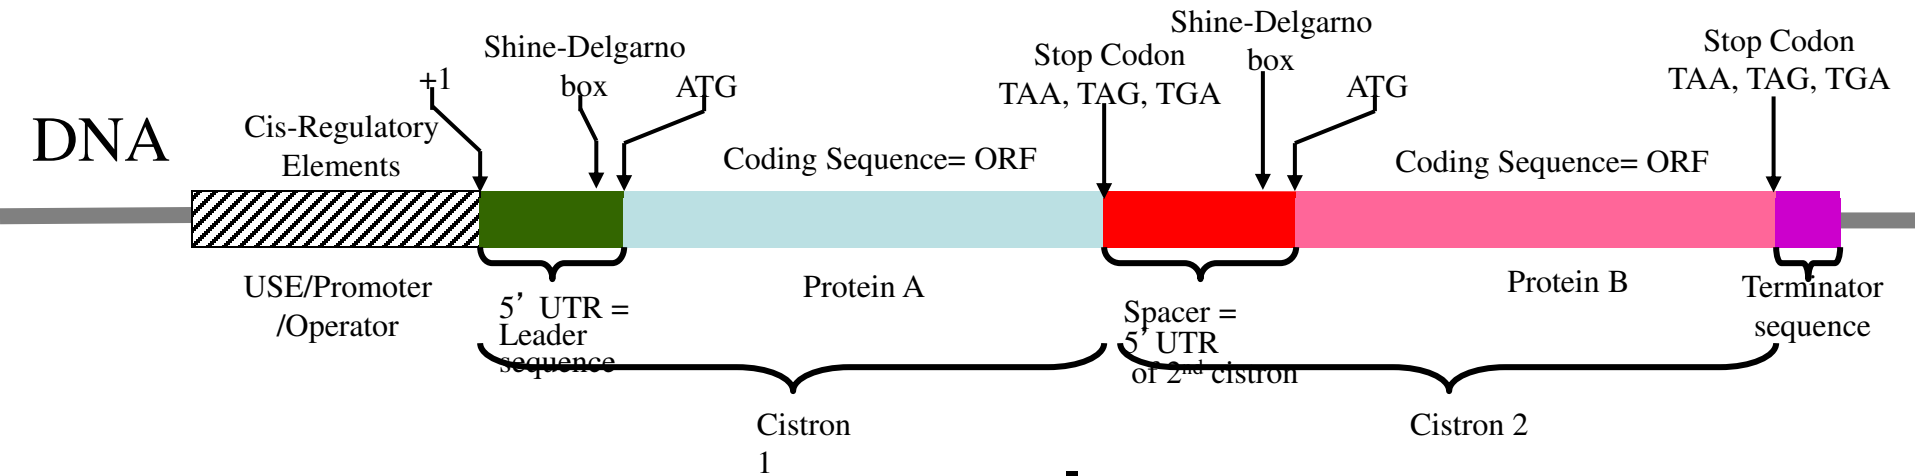 DNA
Cis-Regulatory
Elements
+1
Shine-Delgarno
box
ATG
Coding Sequence= ORF
Stop Codon
TAA, TAG, TGA
Shine-Delgarno
box
ATG
Coding Sequence= ORF
Stop Codon
TAA, TAG, TGA
USE/Promoter
/Operator
5’ UTR =
Leader
sequence
Protein A
Spacer =
5’ UTR
of 2nd cistron
Protein B
Terminator
sequence
Cistron
1
Cistron 2